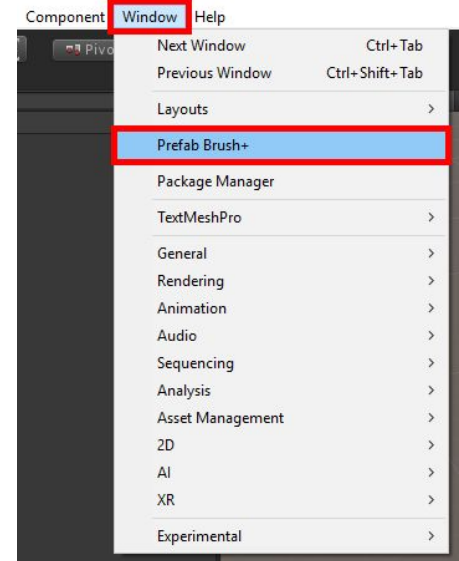 Component Window Help
Pivo
Next Window Ctrl+Tab
Previous Window Ctrl+Shift+Tab
Layouts
Prefab Brush+
Package Manager
TextMeshPro
General
Rendering
Animation
Audio
Sequencing
Analysis
Asset Management
2D
AI
XR
Experimental